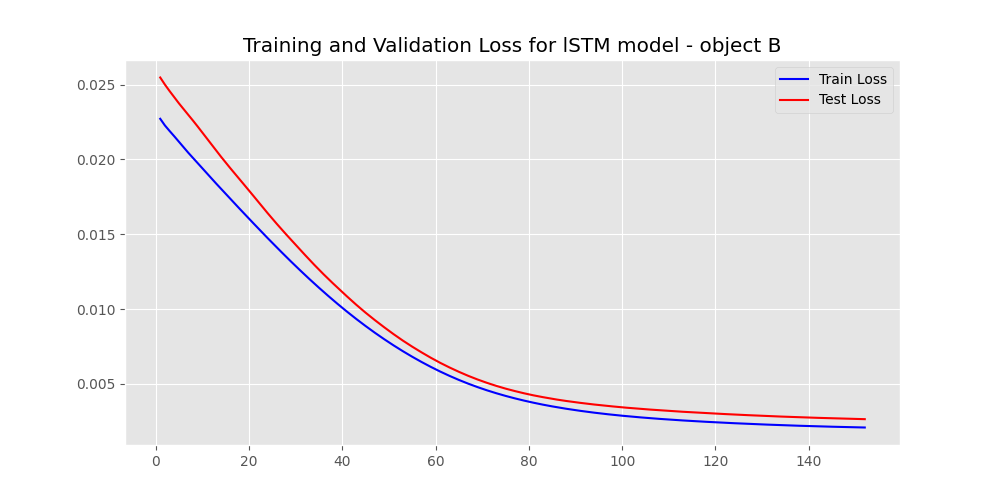 Training and Validation Loss for lSTM model - object B
Train Loss
Test Loss
0.025
0.020
0.015
0.010
0.005
0 20 40 60 80 100 120 140